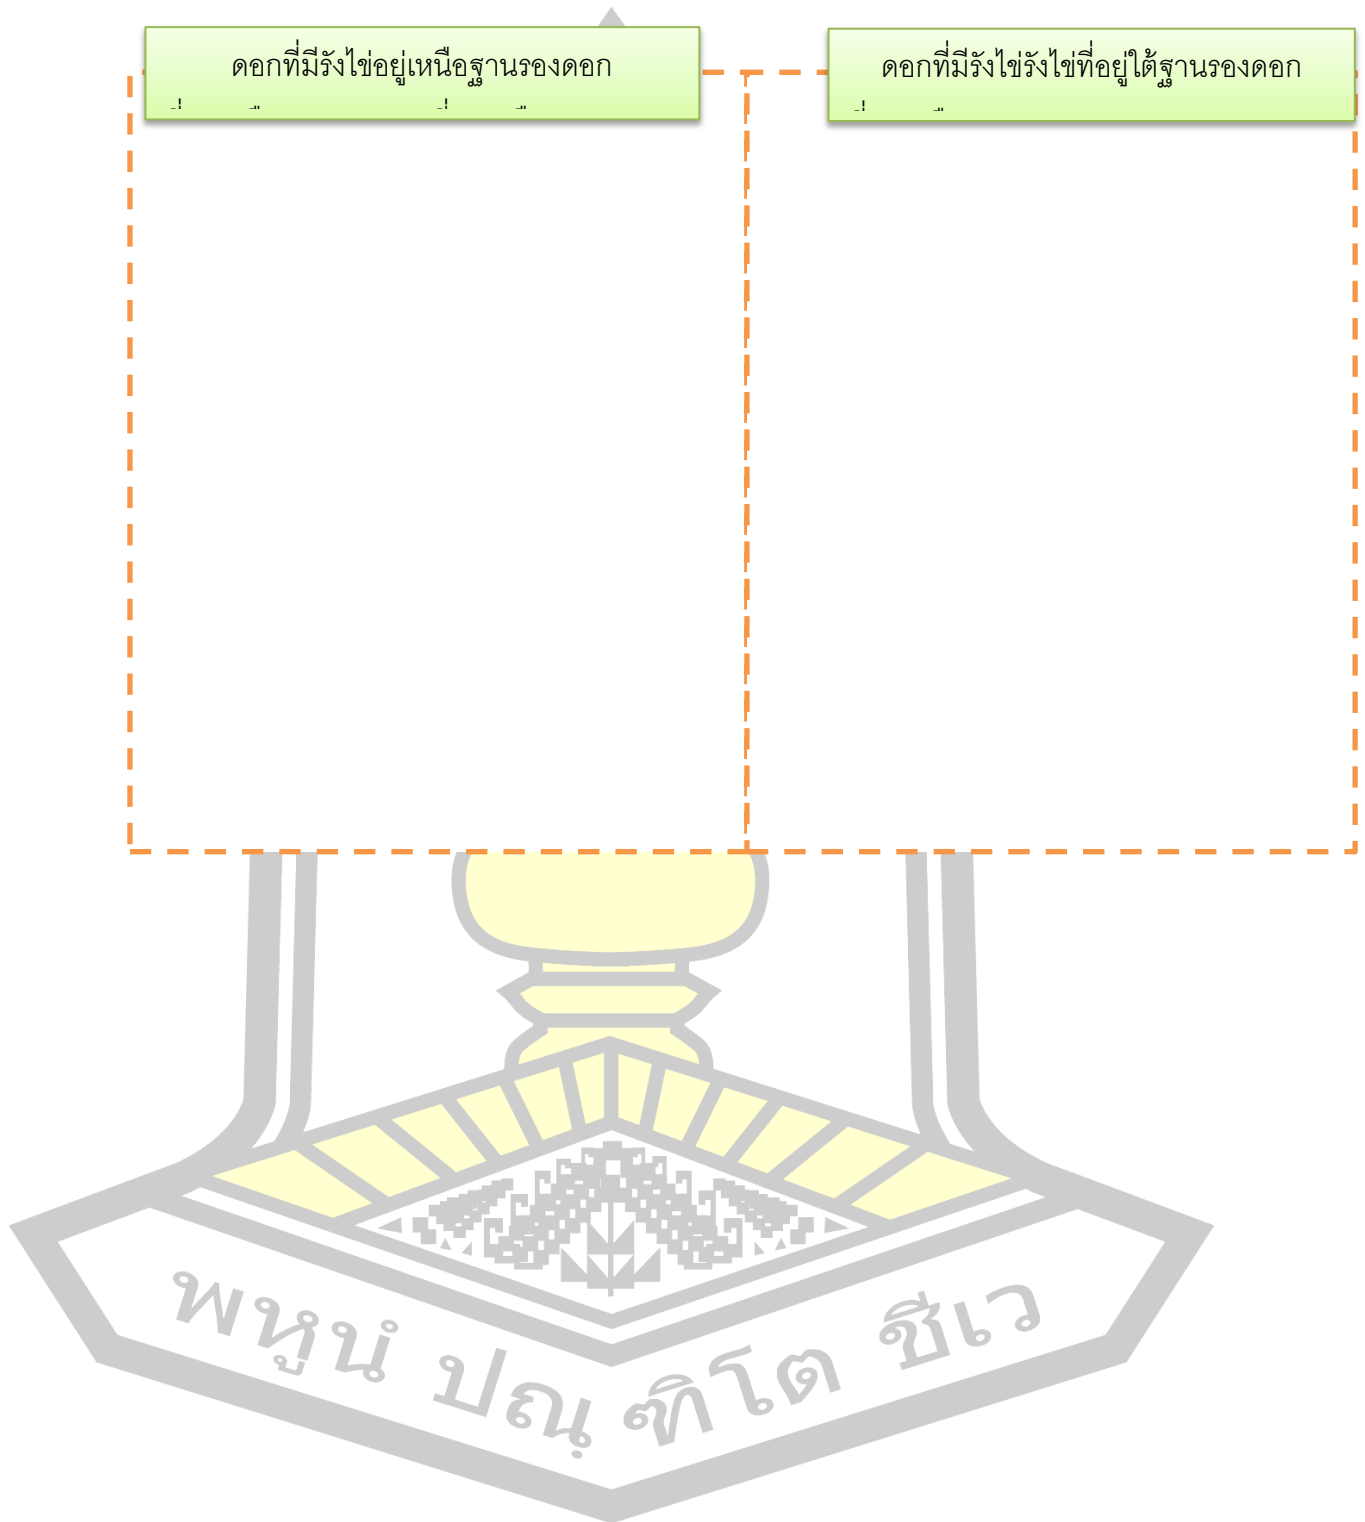 ดอกที่มีรังไข่อยู่เหนือฐานรองดอก
ดอกที่มีรังไข่รังไข่ที่อยู่ใต้ฐานรองดอก
พหูนํ ปณฺฑิโต ชีเว